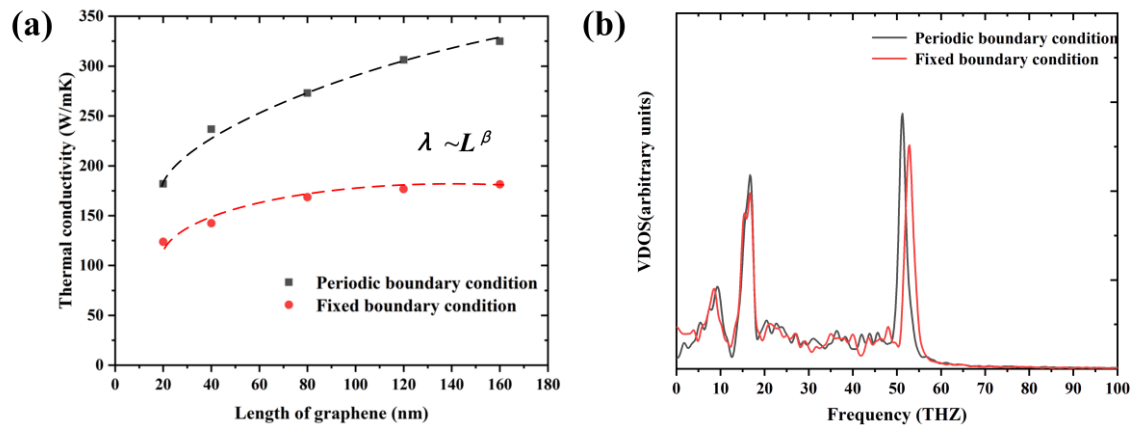 (a)
Thermal conductivity (W/mK)
350
300
250
200
150
100
50
0
λ ~L^β
Periodic boundary condition
Fixed boundary condition
0 20 40 60 80 100 120 140 160 180
Length of graphene (nm)
(b)
Periodic boundary condition
Fixed boundary condition
VDOS(arbitrary units)
0 10 20 30 40 50 60 70 80 90 100
Frequency (THZ)